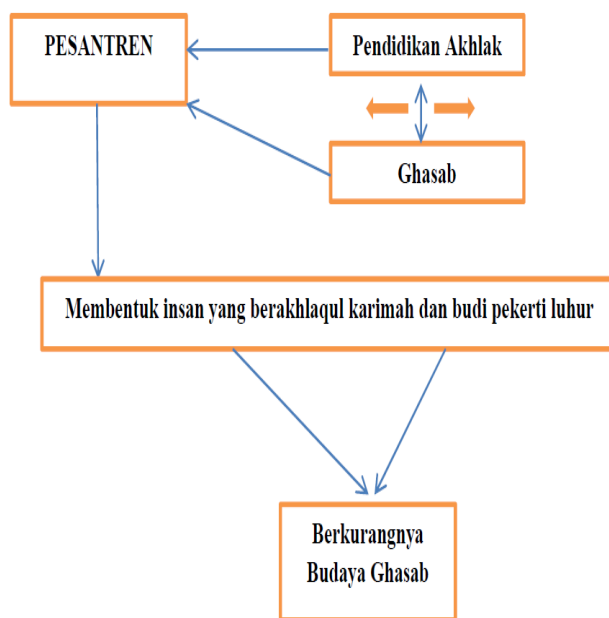 PESANTREN
Pendidikan Akhlak
Ghasab
Membentuk insan yang berakhlaqul karimah dan budi pekerti luhur
Berkurangnya
Budaya Ghasab